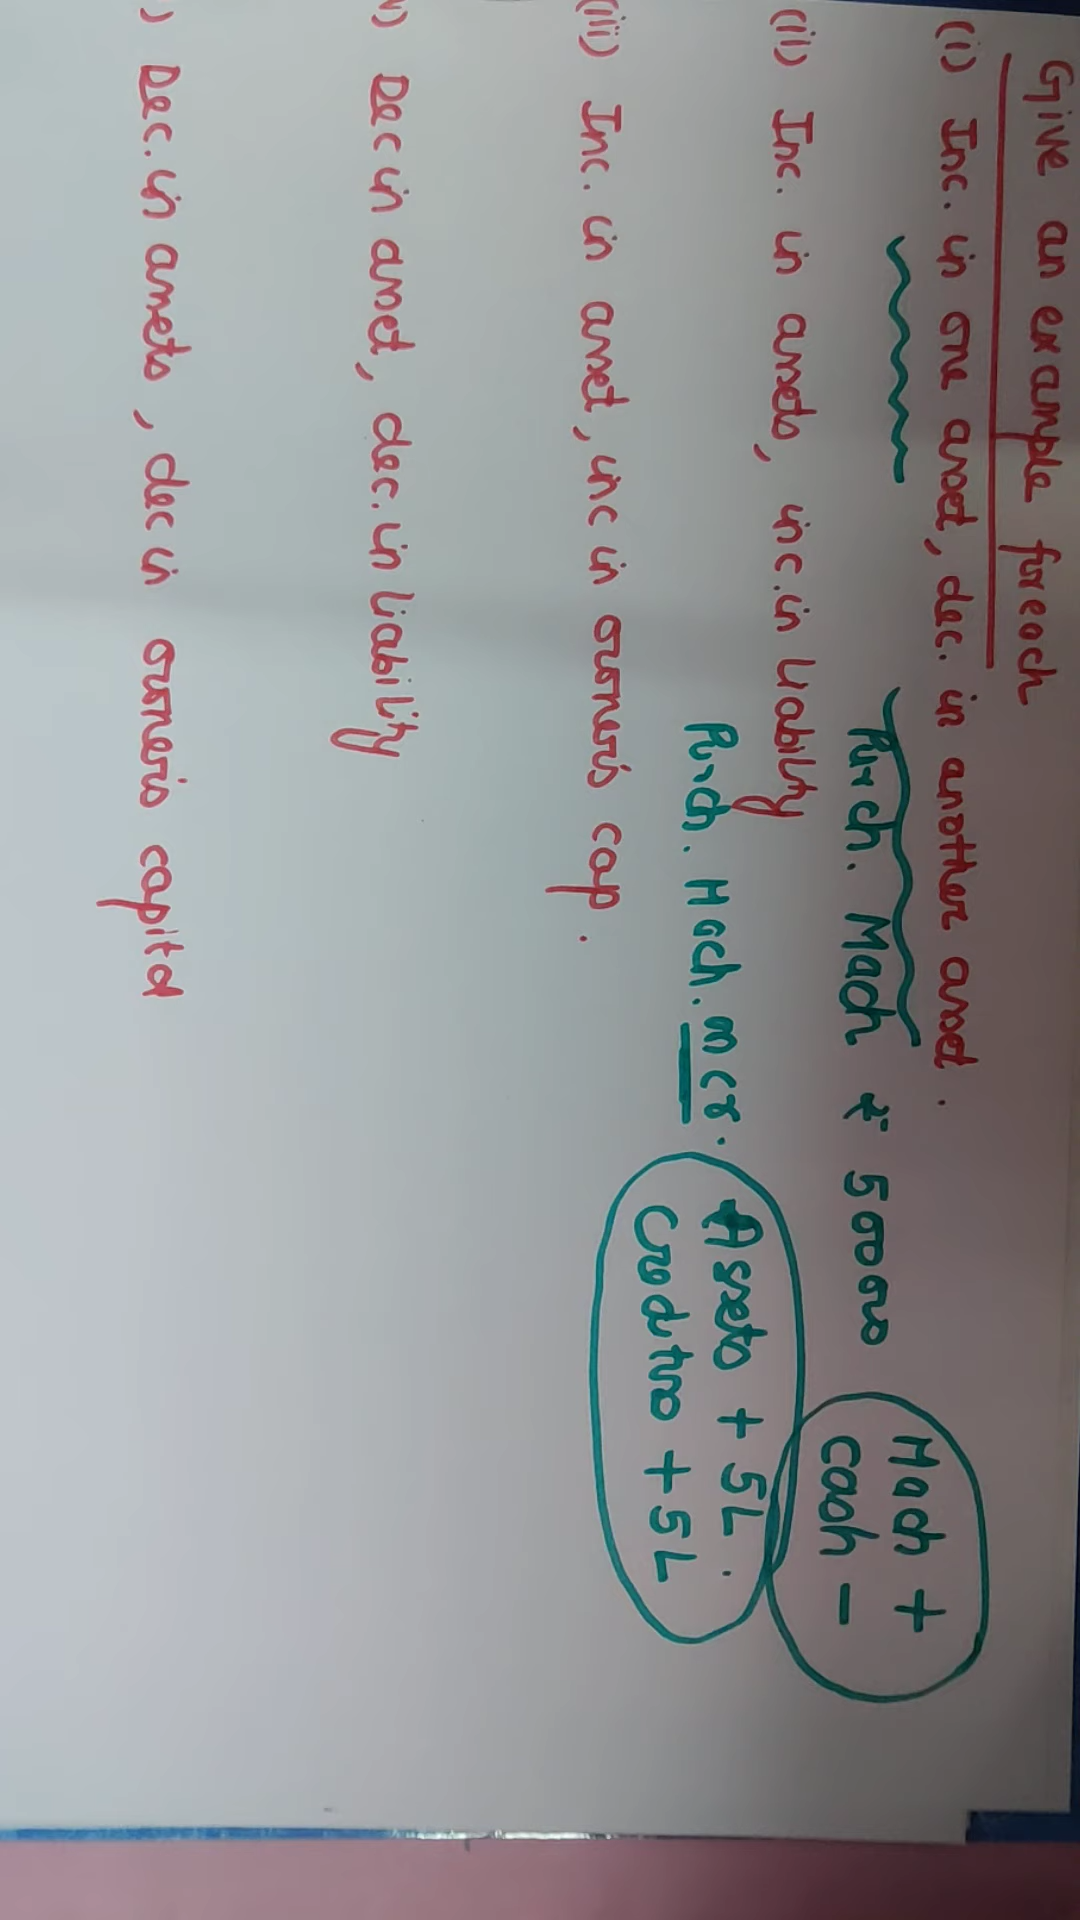 Give an example for each
(i) Inc. in one asset, dec. in another asset.
Purch. Mach ₹ 50000
Mach +
cash -
(ii) Inc. in assets, inc. in liability
Purch. Mach. on cr.
Assets + 5L.
Creditors + 5L
(iii) Inc. in asset, inc in owner's cap.
) Dec in asset, dec. in liability
) Dec. in assets, dec in owner's capital